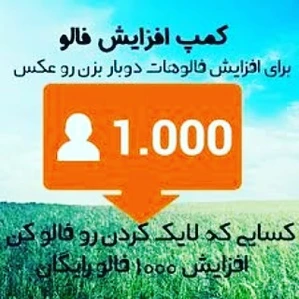 کمپ افزایش فالو
برای افزایش فالوهات دوبار بزن رو عکس
1.000
کسایی که لایک کردن رو فالو کن
افزایش ۱۰۰۰ فالو رایگان